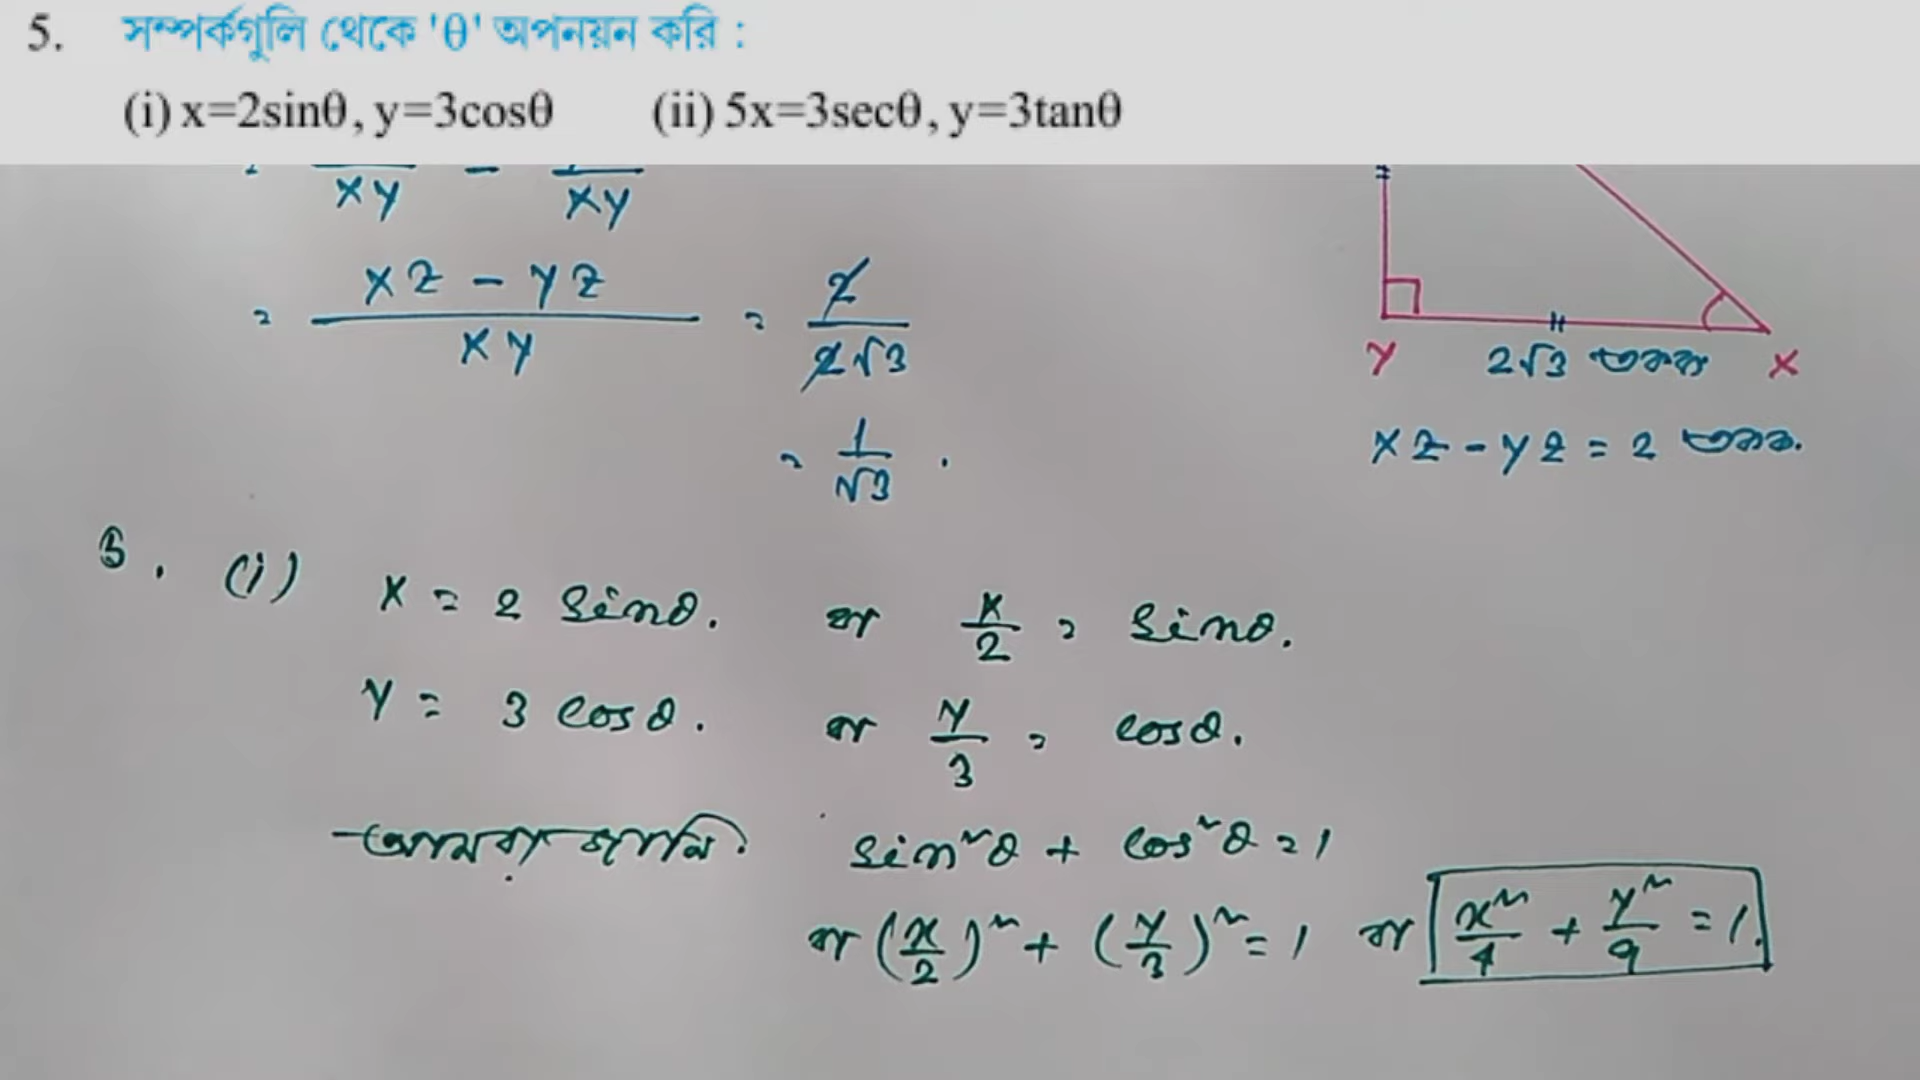 5. সম্পর্কগুলি থেকে 'θ' অপনয়ন করি :
(i) x=2sinθ, y=3cosθ (ii) 5x=3secθ, y=3tanθ
XY - XY
= (XZ - YZ)/XY = 2/2√3
= 1/√3 .
Y 2√3 একক X
XZ - YZ = 2 একক.
5. (i) x = 2 sinθ. বা x/2 = sinθ.
y = 3 cosθ. বা y/3 = cosθ.
আমরা জানি. sin²θ + cos²θ = 1
বা (x/2)² + (y/3)² = 1 বা x²/4 + y²/9 = 1.